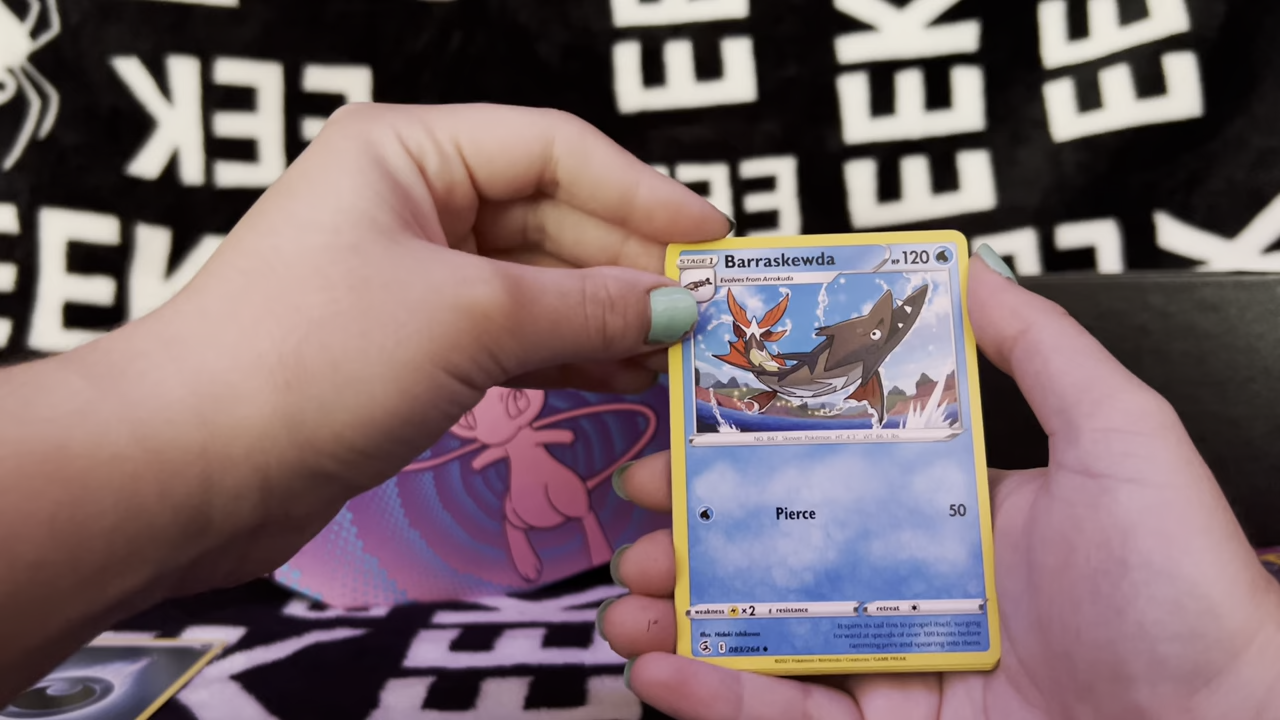 EEK
EEK
EEK
EEK
EEK
STAGE 1
Barraskewda
HP 120
Evolves from Arrokuda
NO. 847 Skewer Pokémon HT: 4'3" WT: 66.1 lbs.
Pierce 50
weakness ×2 resistance retreat
Illus. Hideki Ishikawa
E 083/264
It spins its tail fins to propel itself, surging
forward at speeds of over 100 knots before
ramming prey and spearing into them.
©2021 Pokémon / Nintendo / Creatures / GAME FREAK